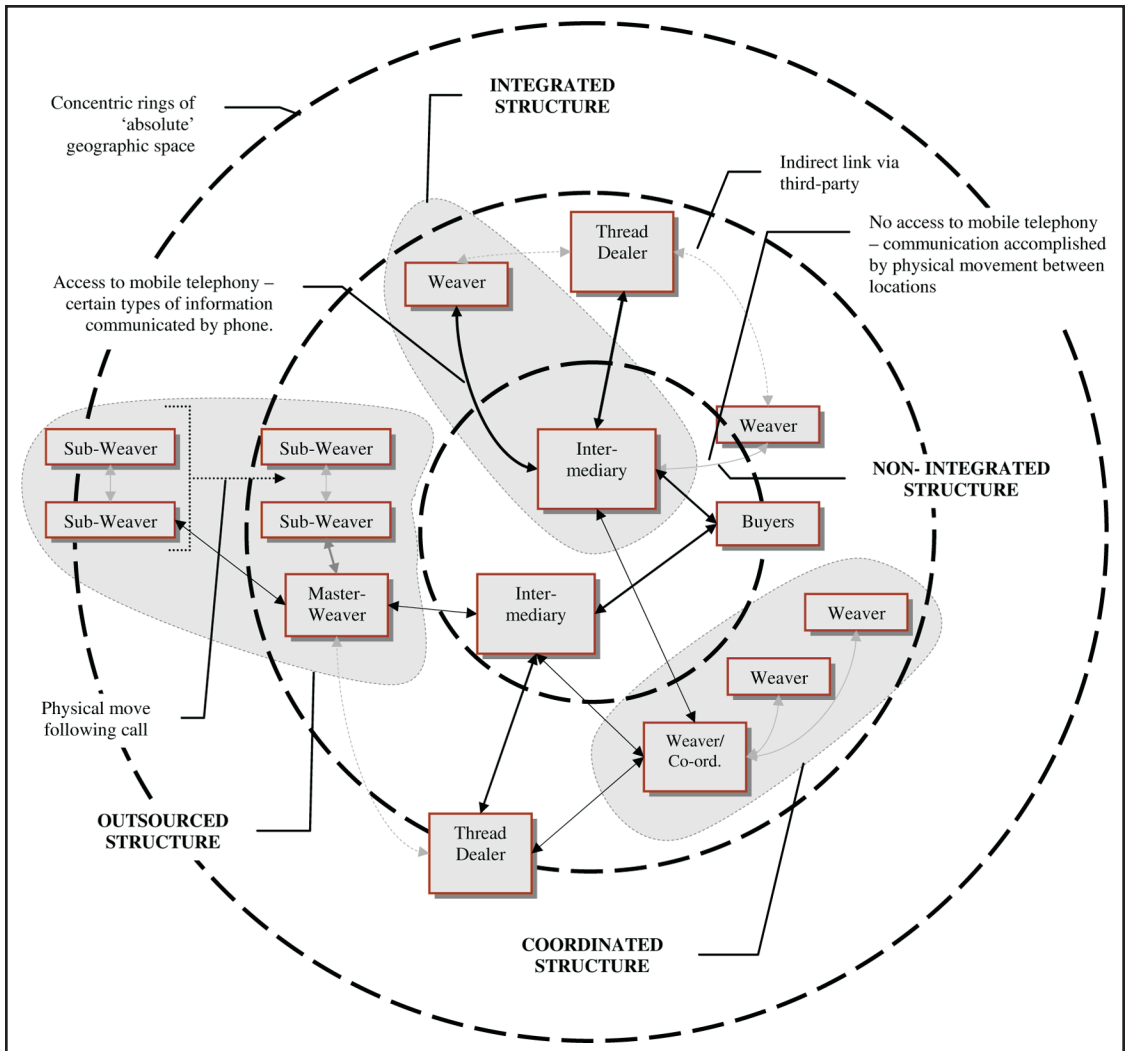 INTEGRATED
STRUCTURE
Concentric rings of
‘absolute’
geographic space
Indirect link via
third-party
No access to mobile telephony
– communication accomplished
by physical movement between
locations
Thread
Dealer
Weaver
Access to mobile telephony –
certain types of information
communicated by phone.
Weaver
Sub-Weaver
Sub-Weaver
Inter-
mediary
NON- INTEGRATED
STRUCTURE
Sub-Weaver
Sub-Weaver
Buyers
Master-
Weaver
Inter-
mediary
Weaver
Weaver
Physical move
following call
Weaver/
Co-ord.
OUTSOURCED
STRUCTURE
Thread
Dealer
COORDINATED
STRUCTURE